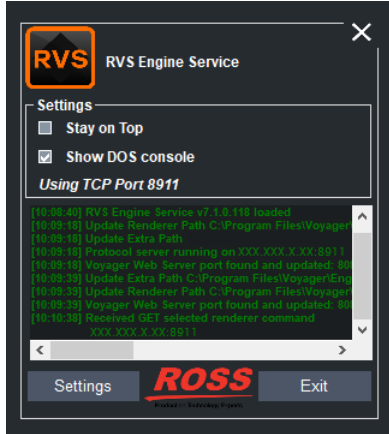 RVS
RVS Engine Service
Settings
Stay on Top
Show DOS console
Using TCP Port 8911
[10:08:40] RVS Engine Service v7.1.0.118 loaded
[10:09:18] Update Renderer Path C:\Program Files\Voyager\
[10:09:18] Update Extra Path
[10:09:18] Protocol server running on XXX.XXX.X.XX:8911
[10:09:18] Voyager Web Server port found and updated: 80
[10:09:39] Update Extra Path C:\Program Files\Voyager\Eng
[10:09:39] Update Renderer Path C:\Program Files\Voyager\
[10:09:39] Voyager Web Server port found and updated: 80
[10:10:38] Received GET selected renderer command
XXX.XXX.X.XX:8911
Settings
ROSS
Exit